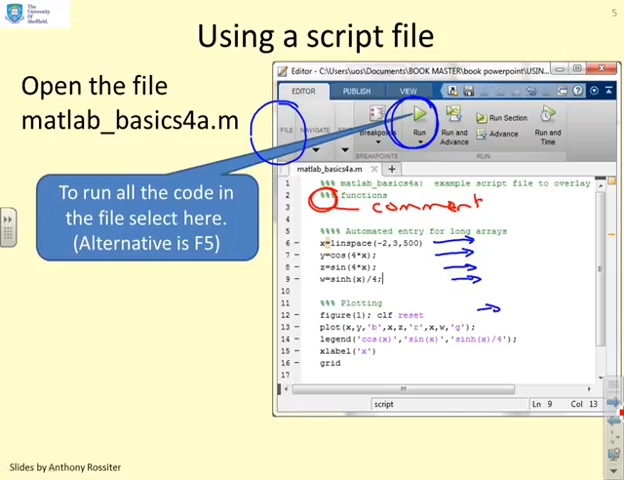 The
University
Of
Sheffield.
5
Using a script file
Open the file
matlab_basics4a.m
To run all the code in
the file select here.
(Alternative is F5)
Editor - C:\Users\uos\Documents\BOOK MASTER\book powerpoint\USIN...
EDITOR
PUBLISH
VIEW
FILE
NAVIGATE
Breakpoints
Run
Run and
Advance
Run Section
Advance
Run and
Time
BREAKPOINTS
RUN
matlab_basics4a.m
1 %%% matlab_basics4a: example script file to overlay
2 %%% functions
comment
3
4
5 %%%% Automated entry for long arrays
6 - x=linspace(-2,3,500)
7 - y=cos(4*x);
8 - z=sin(4*x);
9 - w=sinh(x)/4;
10
11 %%% Plotting
12 - figure(1); clf reset
13 - plot(x,y,'b',x,z,'r',x,w,'g');
14 - legend('cos(x)','sin(x)','sinh(x)/4');
15 - xlabel('x')
16 - grid
17
script
Ln 9 Col 13
Slides by Anthony Rossiter